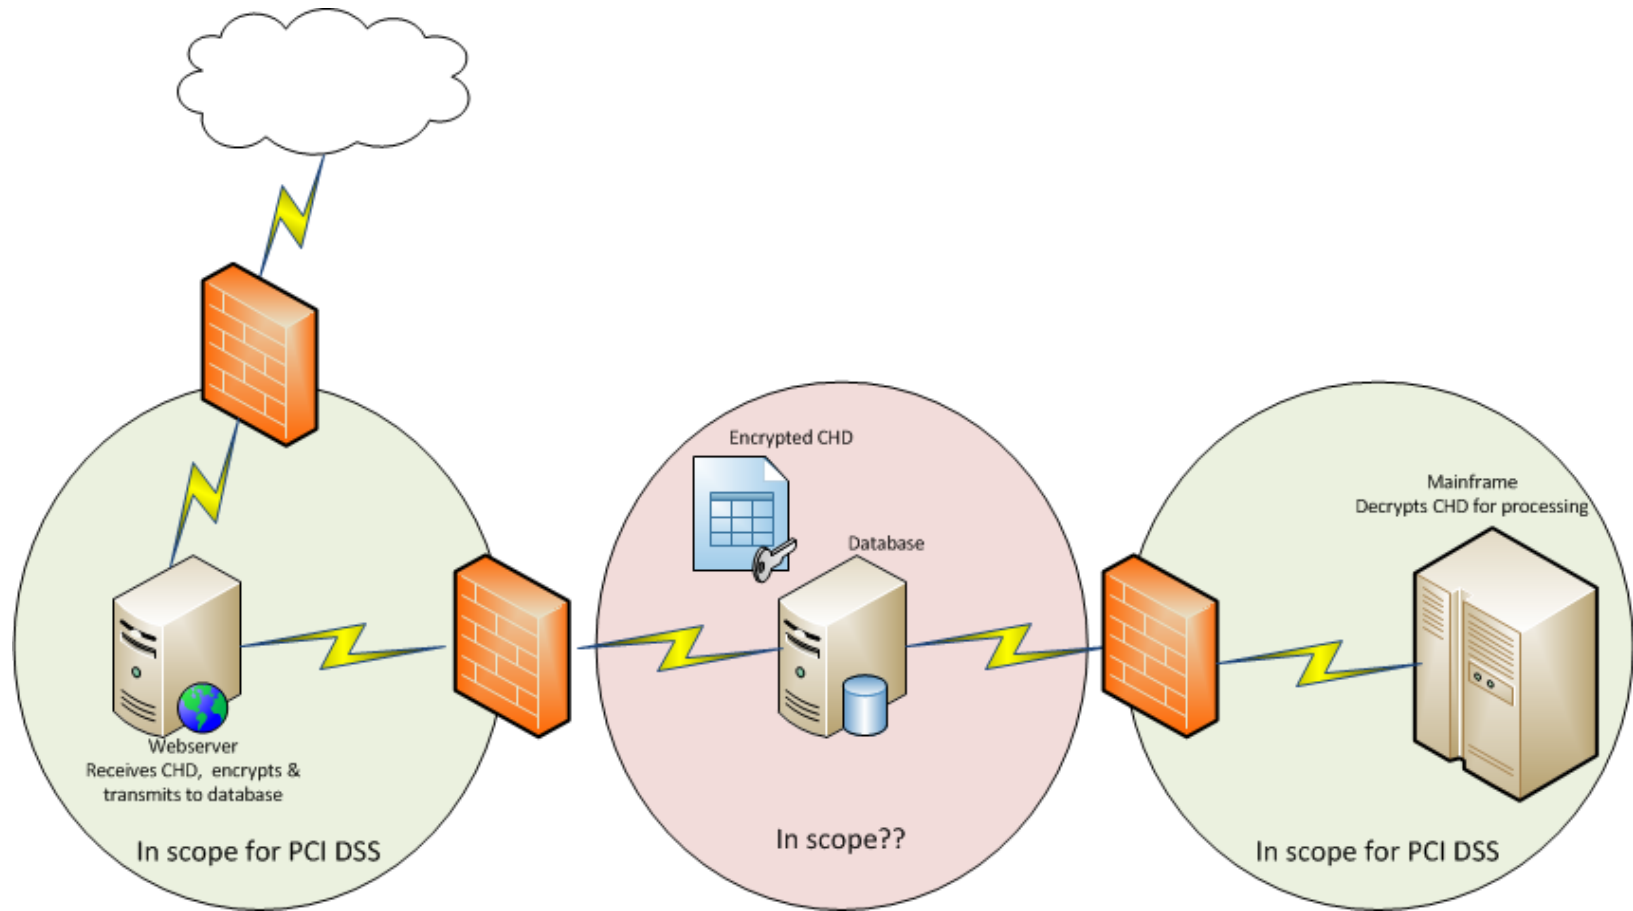 Encrypted CHD
Database
Mainframe
Decrypts CHD for processing
Webserver
Receives CHD, encrypts &
transmits to database
In scope for PCI DSS
In scope??
In scope for PCI DSS